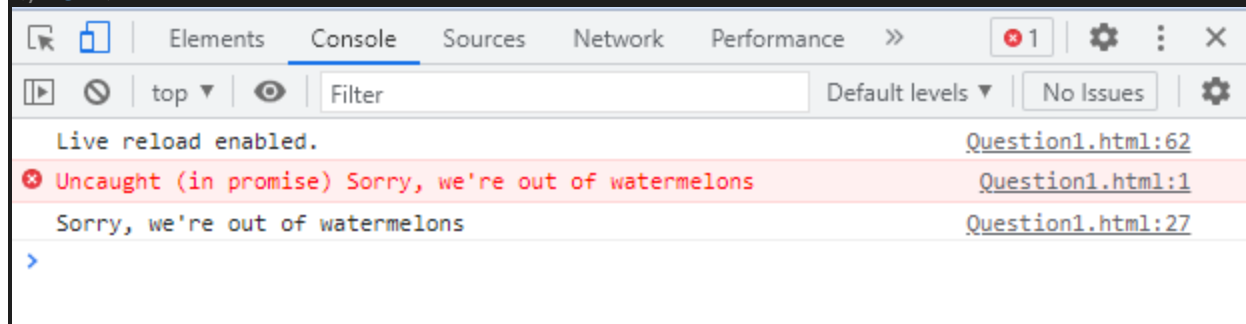 Elements Console Sources Network Performance » 1
top ▼ Filter Default levels ▼ No Issues
Live reload enabled. Question1.html:62
Uncaught (in promise) Sorry, we're out of watermelons Question1.html:1
Sorry, we're out of watermelons Question1.html:27
>